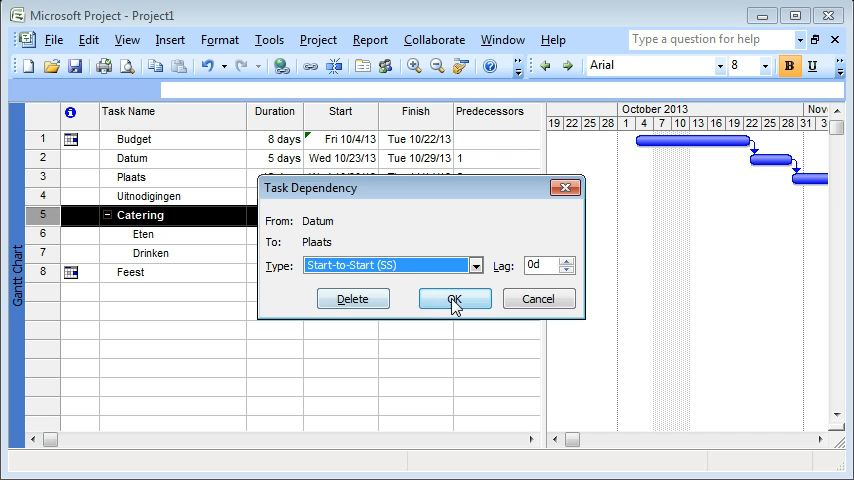 Microsoft Project - Project1
File Edit View Insert Format Tools Project Report Collaborate Window Help Type a question for help
Arial 8 B U
Task Name Duration Start Finish Predecessors October 2013 Nov
19 22 25 28 1 4 7 10 13 16 19 22 25 28 31 3
1 Budget 8 days Fri 10/4/13 Tue 10/22/13
2 Datum 5 days Wed 10/23/13 Tue 10/29/13 1
3 Plaats
4 Uitnodigingen
5 Catering
6 Eten
7 Drinken
8 Feest
Gantt Chart
Task Dependency
From: Datum
To: Plaats
Type: Start-to-Start (SS) Lag: 0d
Delete OK Cancel